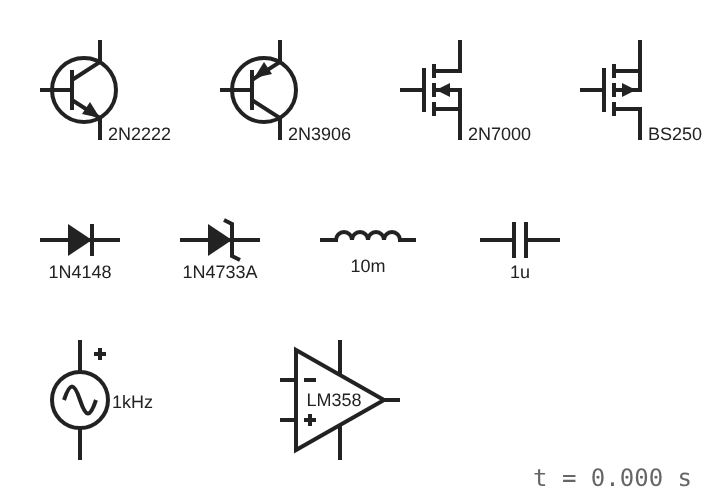 2N2222
2N3906
2N7000
BS250
1N4148
1N4733A
10m
1u
1kHz
LM358
t = 0.000 s